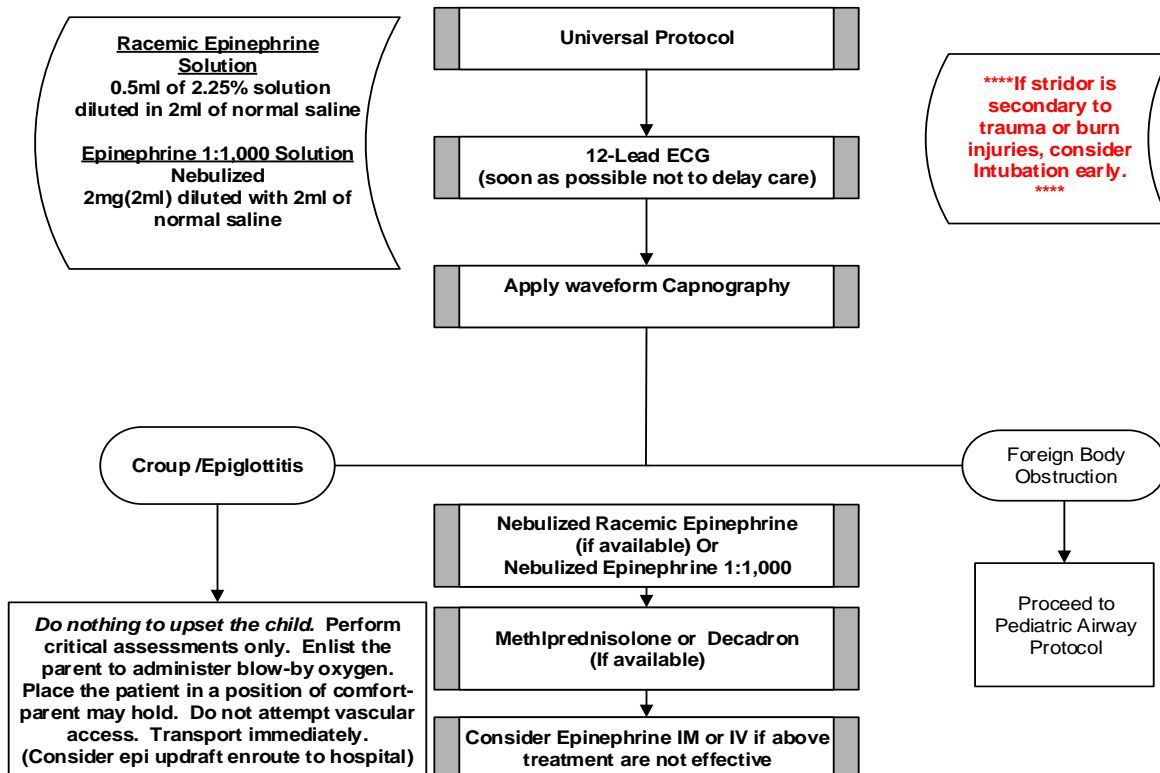 Racemic Epinephrine
Solution
0.5ml of 2.25% solution
diluted in 2ml of normal saline
Epinephrine 1:1,000 Solution
Nebulized
2mg(2ml) diluted with 2ml of
normal saline
Universal Protocol
****If stridor is
secondary to
trauma or burn
injuries, consider
Intubation early.
****
12-Lead ECG
(soon as possible not to delay care)
Apply waveform Capnography
Croup /Epiglottitis
Foreign Body
Obstruction
Nebulized Racemic Epinephrine
(if available) Or
Nebulized Epinephrine 1:1,000
Do nothing to upset the child. Perform
critical assessments only. Enlist the
parent to administer blow-by oxygen.
Place the patient in a position of comfort-
parent may hold. Do not attempt vascular
access. Transport immediately.
(Consider epi updraft enroute to hospital)
Methlprednisolone or Decadron
(If available)
Consider Epinephrine IM or IV if above
treatment are not effective
Proceed to
Pediatric Airway
Protocol